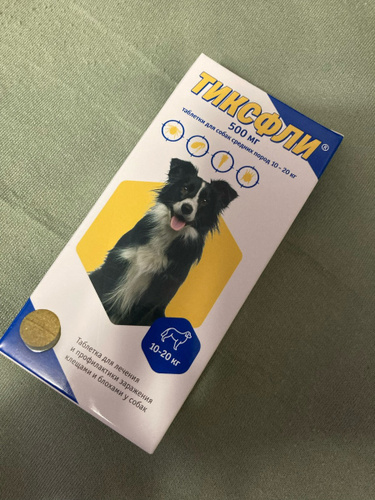 ТИКСФЛИ®
500 мг
таблетки для собак средних пород 10 - 20 кг
10-20 кг
Таблетка для лечения
и профилактики заражения
клещами и блохами у собак